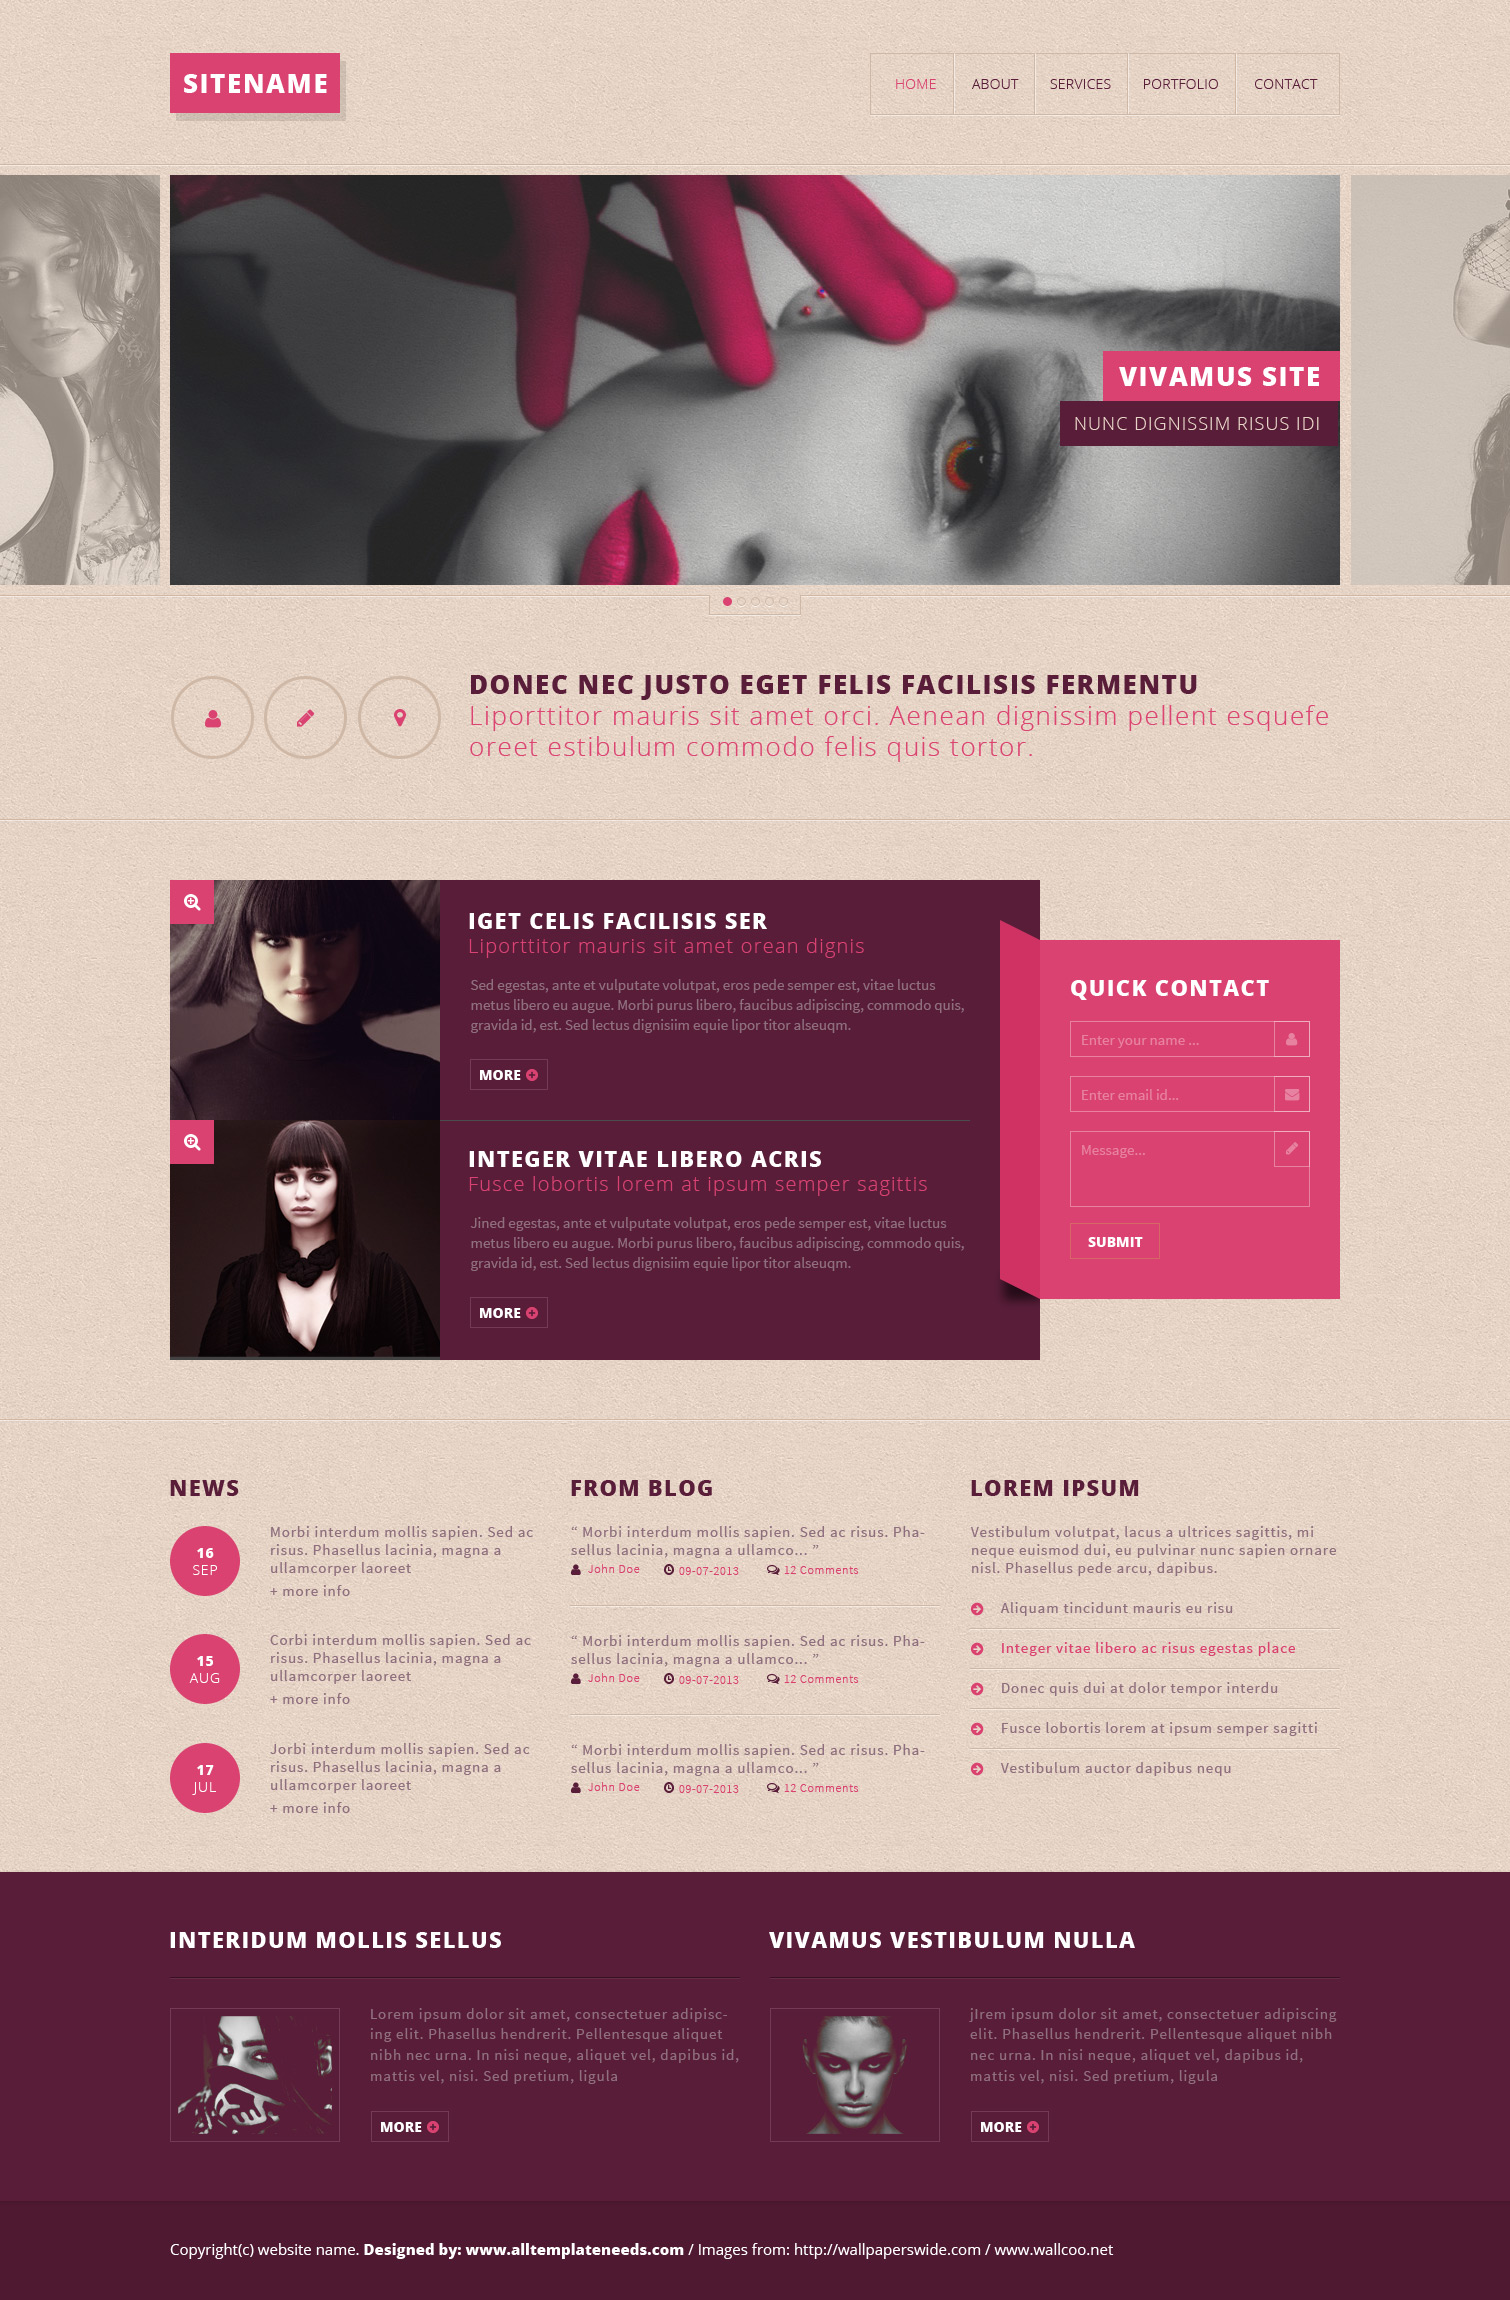 SITENAME
HOME
ABOUT
SERVICES
PORTFOLIO
CONTACT
VIVAMUS SITE
NUNC DIGNISSIM RISUS IDI
DONEC NEC JUSTO EGET FELIS FACILISIS FERMENTU
Liporttitor mauris sit amet orci. Aenean dignissim pellent esquefe
oreet estibulum commodo felis quis tortor.
IGET CELIS FACILISIS SER
Liporttitor mauris sit amet orean dignis
Sed egestas, ante et vulputate volutpat, eros pede semper est, vitae luctus
metus libero eu augue. Morbi purus libero, faucibus adipiscing, commodo quis,
gravida id, est. Sed lectus dignisiim equie lipor titor alseuqm.
MORE
INTEGER VITAE LIBERO ACRIS
Fusce lobortis lorem at ipsum semper sagittis
Jined egestas, ante et vulputate volutpat, eros pede semper est, vitae luctus
metus libero eu augue. Morbi purus libero, faucibus adipiscing, commodo quis,
gravida id, est. Sed lectus dignisiim equie lipor titor alseuqm.
MORE
QUICK CONTACT
Enter your name ...
Enter email id...
Message...
SUBMIT
NEWS
16
SEP
Morbi interdum mollis sapien. Sed ac
risus. Phasellus lacinia, magna a
ullamcorper laoreet
+ more info
15
AUG
Corbi interdum mollis sapien. Sed ac
risus. Phasellus lacinia, magna a
ullamcorper laoreet
+ more info
17
JUL
Jorbi interdum mollis sapien. Sed ac
risus. Phasellus lacinia, magna a
ullamcorper laoreet
+ more info
FROM BLOG
“ Morbi interdum mollis sapien. Sed ac risus. Pha-
sellus lacinia, magna a ullamco... ”
John Doe 09-07-2013 12 Comments
“ Morbi interdum mollis sapien. Sed ac risus. Pha-
sellus lacinia, magna a ullamco... ”
John Doe 09-07-2013 12 Comments
“ Morbi interdum mollis sapien. Sed ac risus. Pha-
sellus lacinia, magna a ullamco... ”
John Doe 09-07-2013 12 Comments
LOREM IPSUM
Vestibulum volutpat, lacus a ultrices sagittis, mi
neque euismod dui, eu pulvinar nunc sapien ornare
nisl. Phasellus pede arcu, dapibus.
Aliquam tincidunt mauris eu risu
Integer vitae libero ac risus egestas place
Donec quis dui at dolor tempor interdu
Fusce lobortis lorem at ipsum semper sagitti
Vestibulum auctor dapibus nequ
INTERIDUM MOLLIS SELLUS
Lorem ipsum dolor sit amet, consectetuer adipisc-
ing elit. Phasellus hendrerit. Pellentesque aliquet
nibh nec urna. In nisi neque, aliquet vel, dapibus id,
mattis vel, nisi. Sed pretium, ligula
MORE
VIVAMUS VESTIBULUM NULLA
jIrem ipsum dolor sit amet, consectetuer adipiscing
elit. Phasellus hendrerit. Pellentesque aliquet nibh
nec urna. In nisi neque, aliquet vel, dapibus id,
mattis vel, nisi. Sed pretium, ligula
MORE
Copyright(c) website name. Designed by: www.alltemplateneeds.com / Images from: http://wallpaperswide.com / www.wallcoo.net